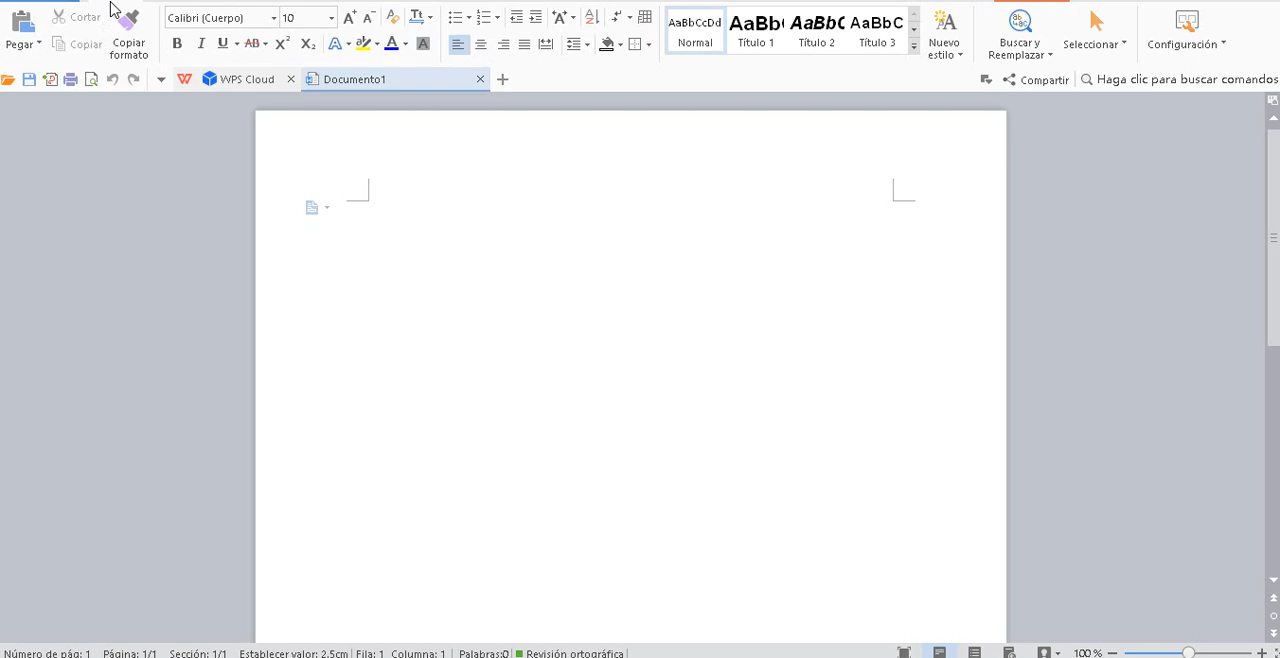 Cortar
Calibri (Cuerpo)
10
Pegar
Copiar
Copiar formato
B I U AB X² X₂ A A A
AaBbCcDd
Normal
AaBb(
Título 1
AaBbC
Título 2
AaBbC
Título 3
Nuevo estilo
Buscar y Reemplazar
Seleccionar
Configuración
WPS Cloud
Documento1
Compartir
Haga clic para buscar comandos
Número de pág: 1 Página: 1/1 Sección: 1/1 Establecer valor: 2.5cm Fila: 1 Columna: 1 Palabras:0 Revisión ortográfica
100 %